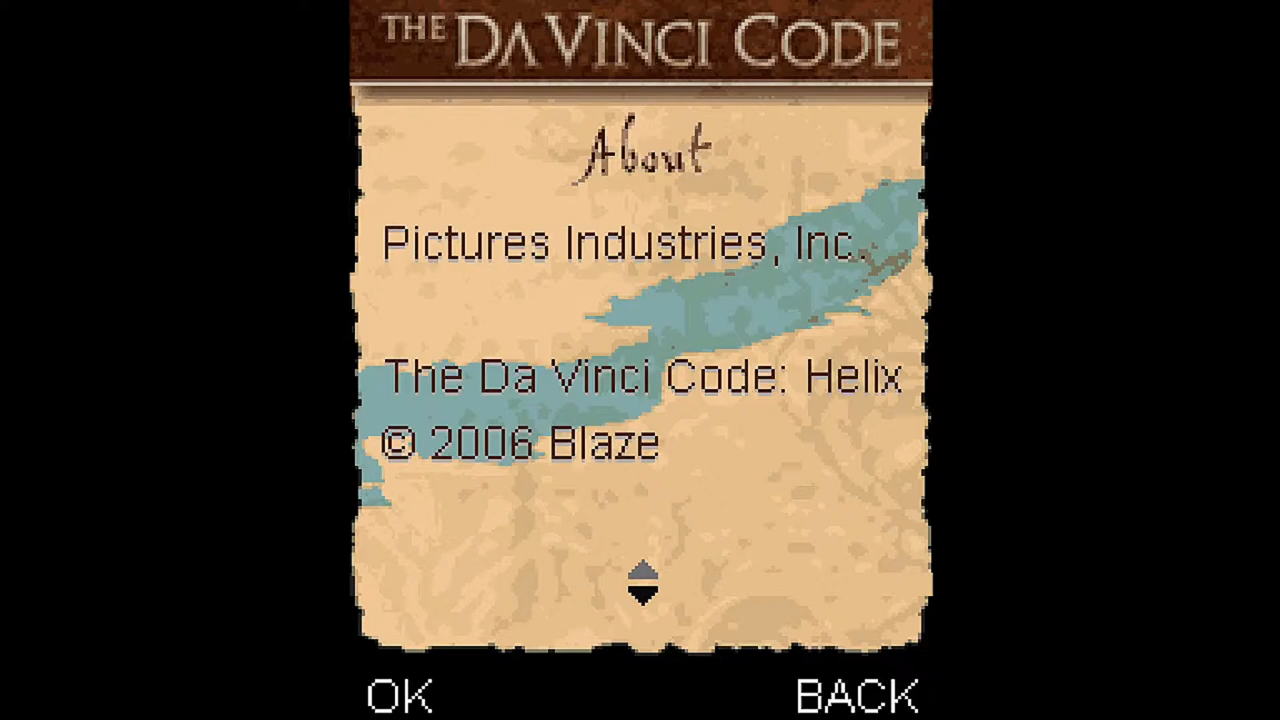 THE DA VINCI CODE
About
Pictures Industries, Inc.
The Da Vinci Code: Helix
© 2006 Blaze
OK
BACK